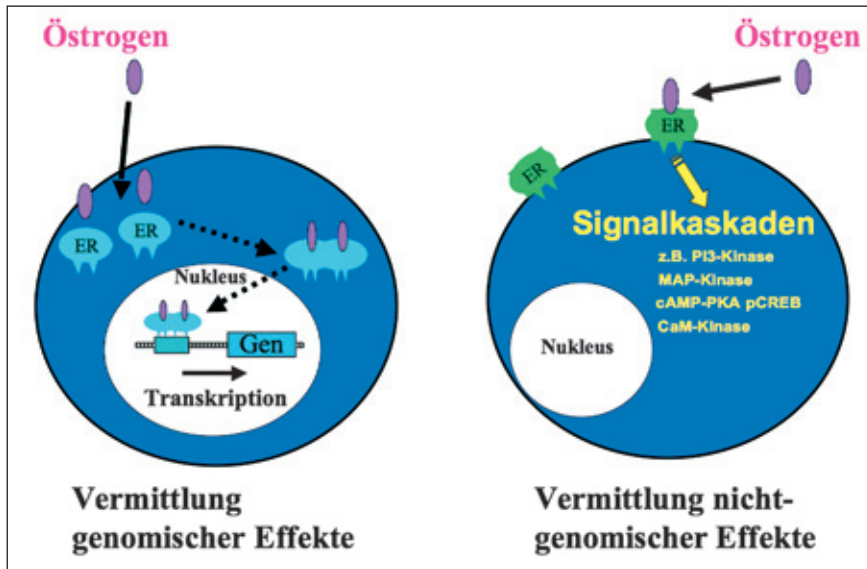 Östrogen
ER
ER
Nukleus
Gen
Transkription
Vermittlung
genomischer Effekte
Östrogen
ER
ER
Signalkaskaden
z.B. PI3-Kinase
MAP-Kinase
cAMP-PKA pCREB
CaM-Kinase
Nukleus
Vermittlung nicht-
genomischer Effekte